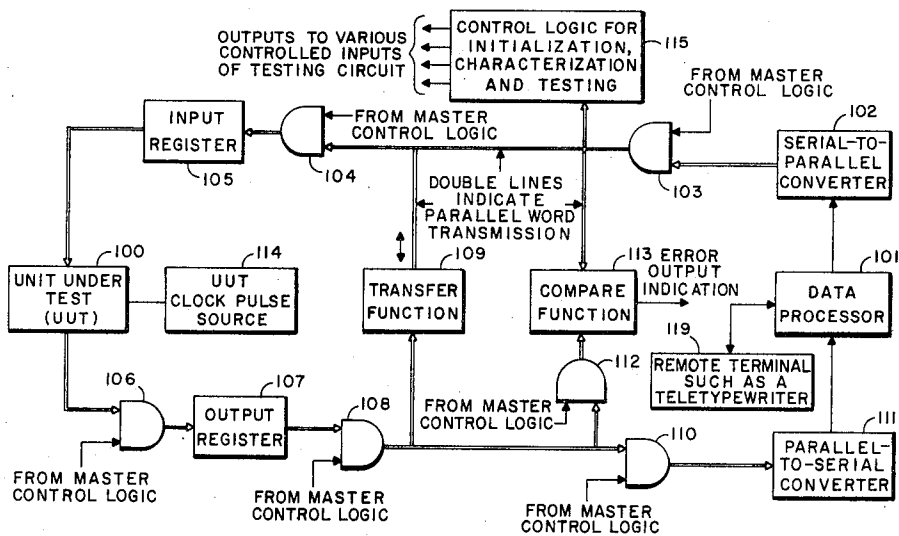 OUTPUTS TO VARIOUS
CONTROLLED INPUTS
OF TESTING CIRCUIT
CONTROL LOGIC FOR
INITIALIZATION,
CHARACTERIZATION
AND TESTING
115
FROM MASTER
CONTROL LOGIC
INPUT
REGISTER
105
FROM MASTER
CONTROL LOGIC
104
103
102
SERIAL-TO-
PARALLEL
CONVERTER
DOUBLE LINES
INDICATE
PARALLEL WORD
TRANSMISSION
100
UNIT UNDER
TEST
(UUT)
114
UUT
CLOCK PULSE
SOURCE
109
TRANSFER
FUNCTION
113
COMPARE
FUNCTION
ERROR
OUTPUT
INDICATION
101
DATA
PROCESSOR
119
REMOTE TERMINAL
SUCH AS A
TELETYPEWRITER
112
FROM MASTER
CONTROL LOGIC
106
107
OUTPUT
REGISTER
108
110
111
PARALLEL-
TO-SERIAL
CONVERTER
FROM MASTER
CONTROL LOGIC
FROM MASTER
CONTROL LOGIC
FROM MASTER
CONTROL LOGIC